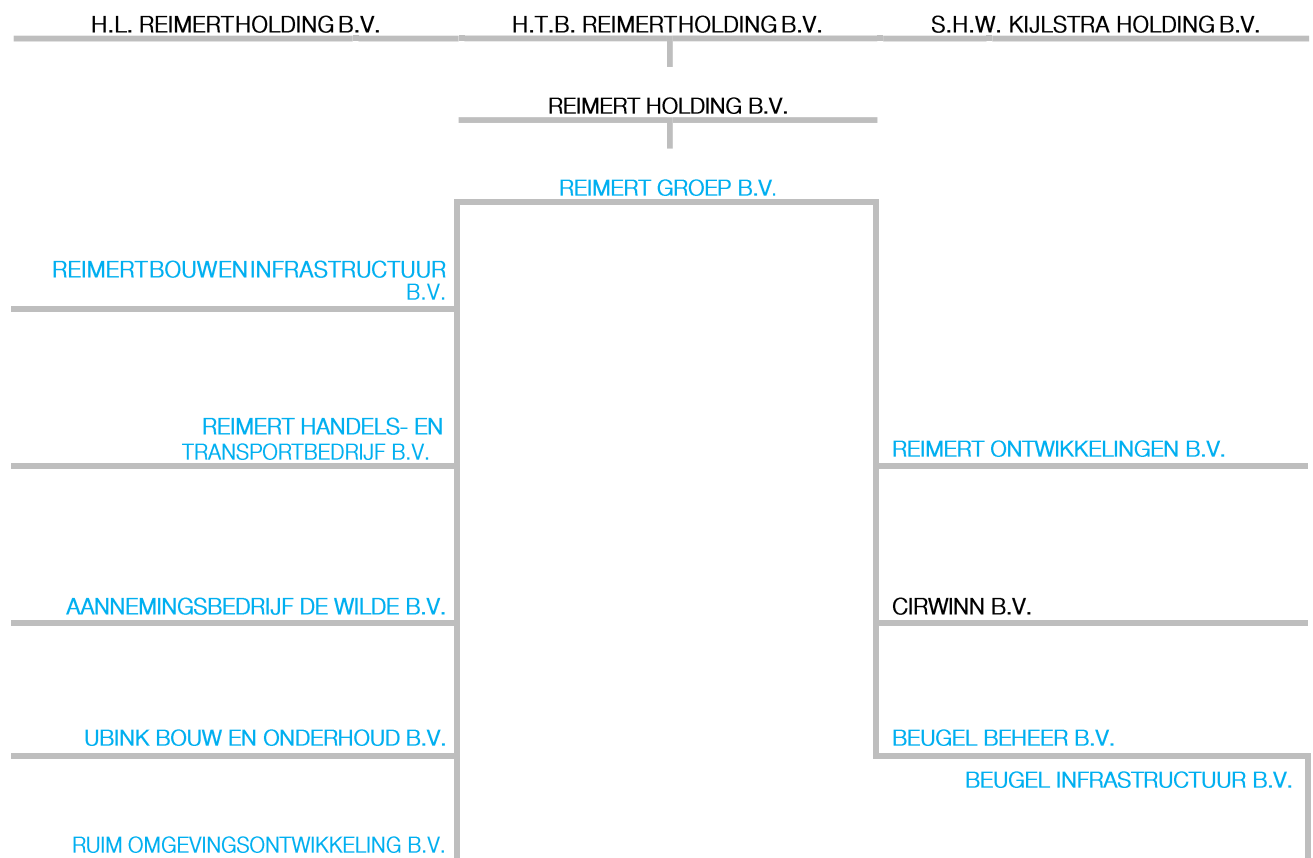 H.L. REIMERTHOLDING B.V.
H.T.B. REIMERTHOLDING B.V.
S.H.W. KIJLSTRA HOLDING B.V.
REIMERT HOLDING B.V.
REIMERT GROEP B.V.
REIMERTBOUWENINFRASTRUCTUUR
B.V.
REIMERT HANDELS- EN
TRANSPORTBEDRIJF B.V.
REIMERT ONTWIKKELINGEN B.V.
AANNEMINGSBEDRIJF DE WILDE B.V.
CIRWINN B.V.
UBINK BOUW EN ONDERHOUD B.V.
BEUGEL BEHEER B.V.
BEUGEL INFRASTRUCTUUR B.V.
RUIM OMGEVINGSONTWIKKELING B.V.